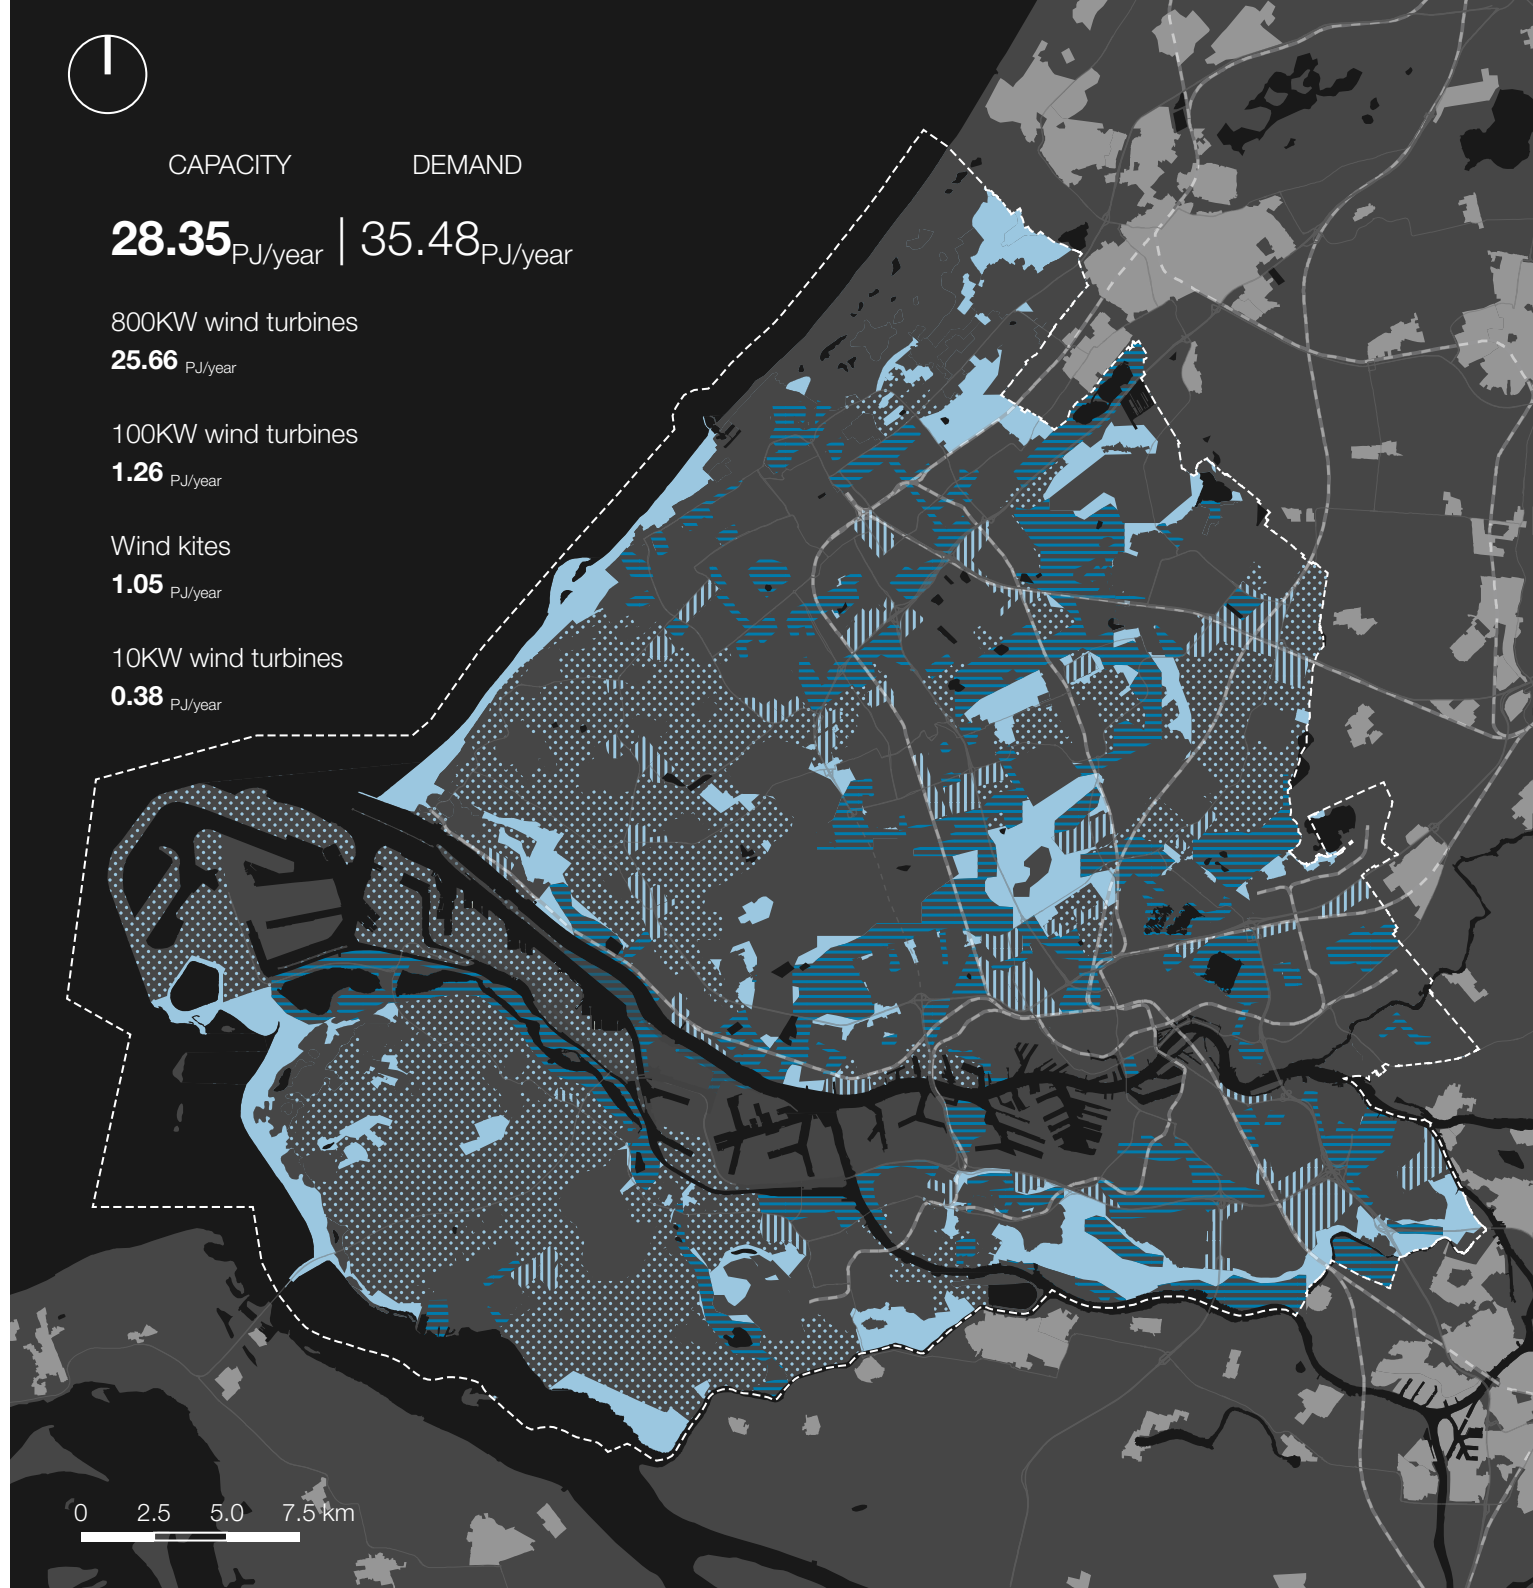 CAPACITY DEMAND
28.35PJ/year | 35.48PJ/year
800KW wind turbines
25.66 PJ/year
100KW wind turbines
1.26 PJ/year
Wind kites
1.05 PJ/year
10KW wind turbines
0.38 PJ/year
0 2.5 5.0 7.5 km